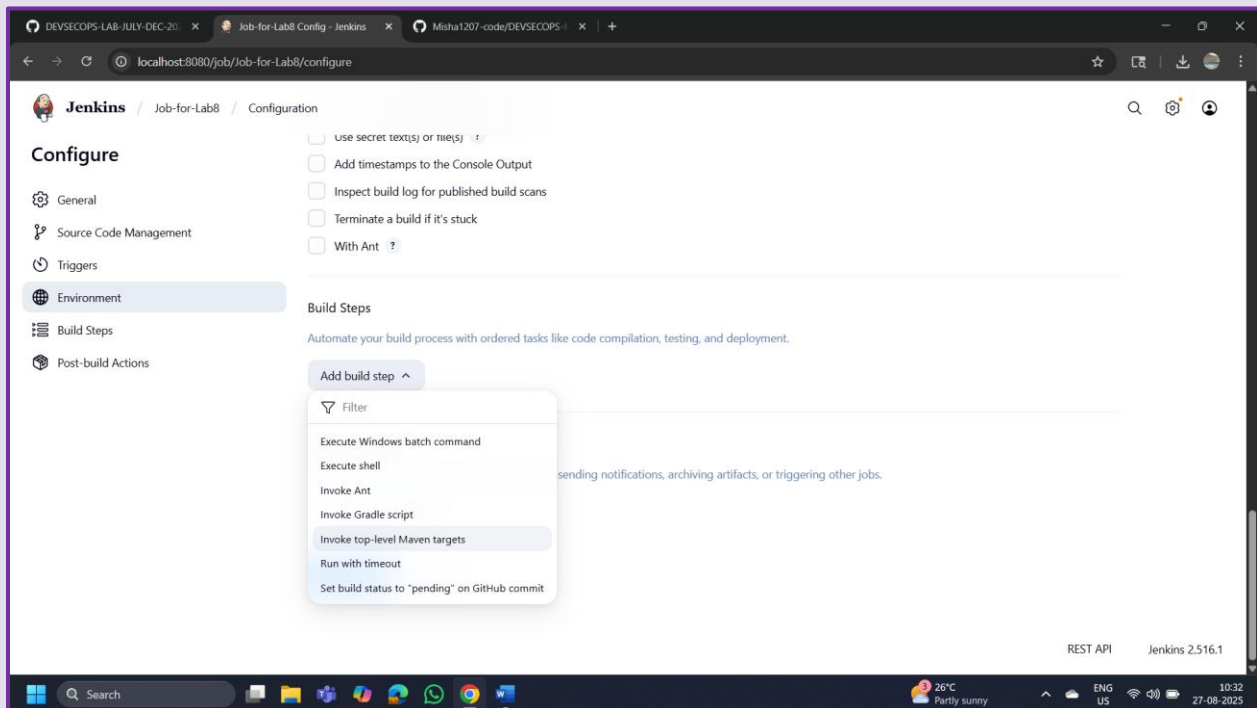 DEVSECOPS-LAB-JULY-DEC-20
Job-for-Lab8 Config - Jenkins
Misha1207-code/DEVSECOPS-
localhost:8080/job/Job-for-Lab8/configure
Jenkins / Job-for-Lab8 / Configuration
Configure
General
Source Code Management
Triggers
Environment
Build Steps
Post-build Actions
Use secret text(s) or file(s) ?
Add timestamps to the Console Output
Inspect build log for published build scans
Terminate a build if it's stuck
With Ant ?
Build Steps
Automate your build process with ordered tasks like code compilation, testing, and deployment.
Add build step
Filter
Execute Windows batch command
Execute shell
sending notifications, archiving artifacts, or triggering other jobs.
Invoke Ant
Invoke Gradle script
Invoke top-level Maven targets
Run with timeout
Set build status to "pending" on GitHub commit
REST API Jenkins 2.516.1
Search
3
26°C
Partly sunny
ENG
US
10:32
27-08-2025